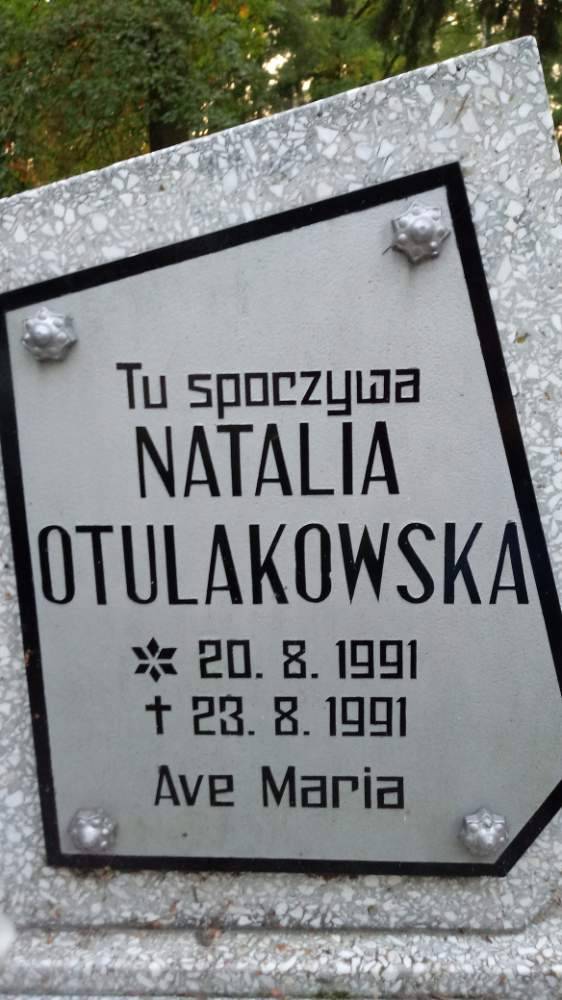 Tu spoczywa
NATALIA
OTULAKOWSKA
* 20. 8. 1991
† 23. 8. 1991
Ave Maria